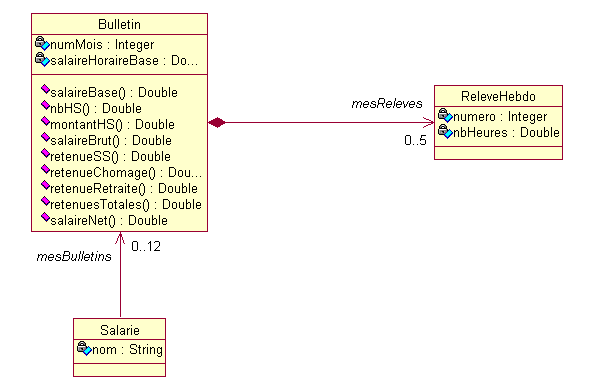 Bulletin
numMois : Integer
salaireHoraireBase : Do...
salaireBase() : Double
nbHS() : Double
montantHS() : Double
salaireBrut() : Double
retenueSS() : Double
retenueChomage() : Dou...
retenueRetraite() : Double
retenuesTotales() : Double
salaireNet() : Double
mesReleves
0..5
ReleveHebdo
numero : Integer
nbHeures : Double
0..12
mesBulletins
Salarie
nom : String